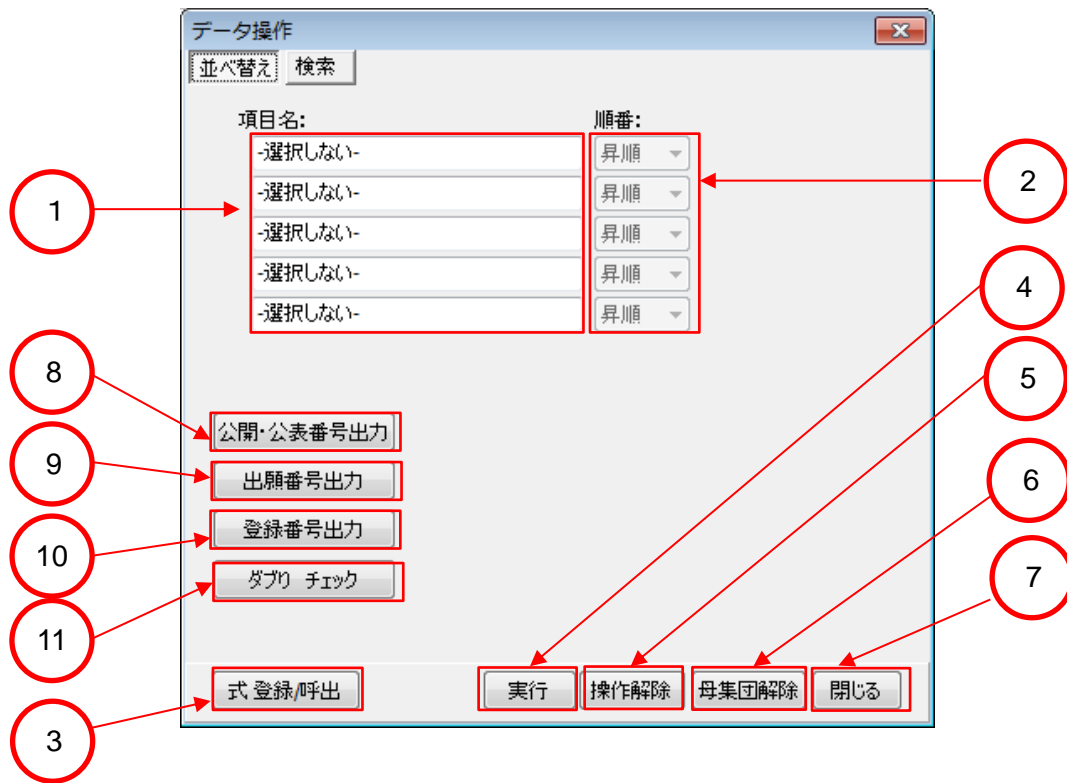 データ操作
並べ替え 検索
項目名: 順番:
-選択しない- 昇順
-選択しない- 昇順
-選択しない- 昇順
-選択しない- 昇順
-選択しない- 昇順
1
2
4
5
6
7
8
公開・公表番号出力
9
出願番号出力
10
登録番号出力
11
ダブり チェック
式 登録/呼出 実行 操作解除 母集団解除 閉じる
3